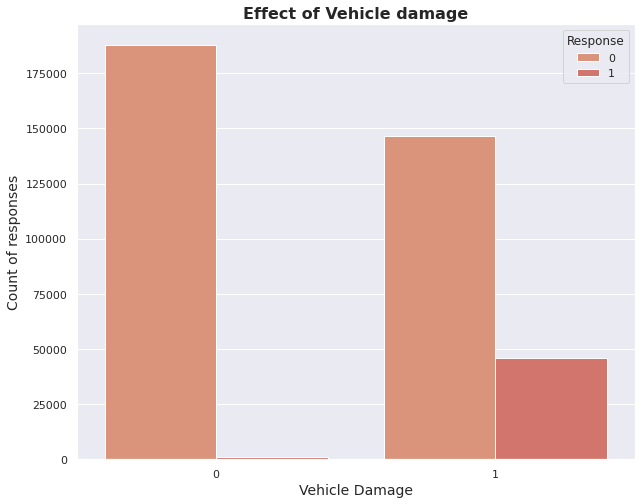 Effect of Vehicle damage
Response
0
1
175000
150000
125000
100000
75000
50000
25000
0
Count of responses
0 1
Vehicle Damage